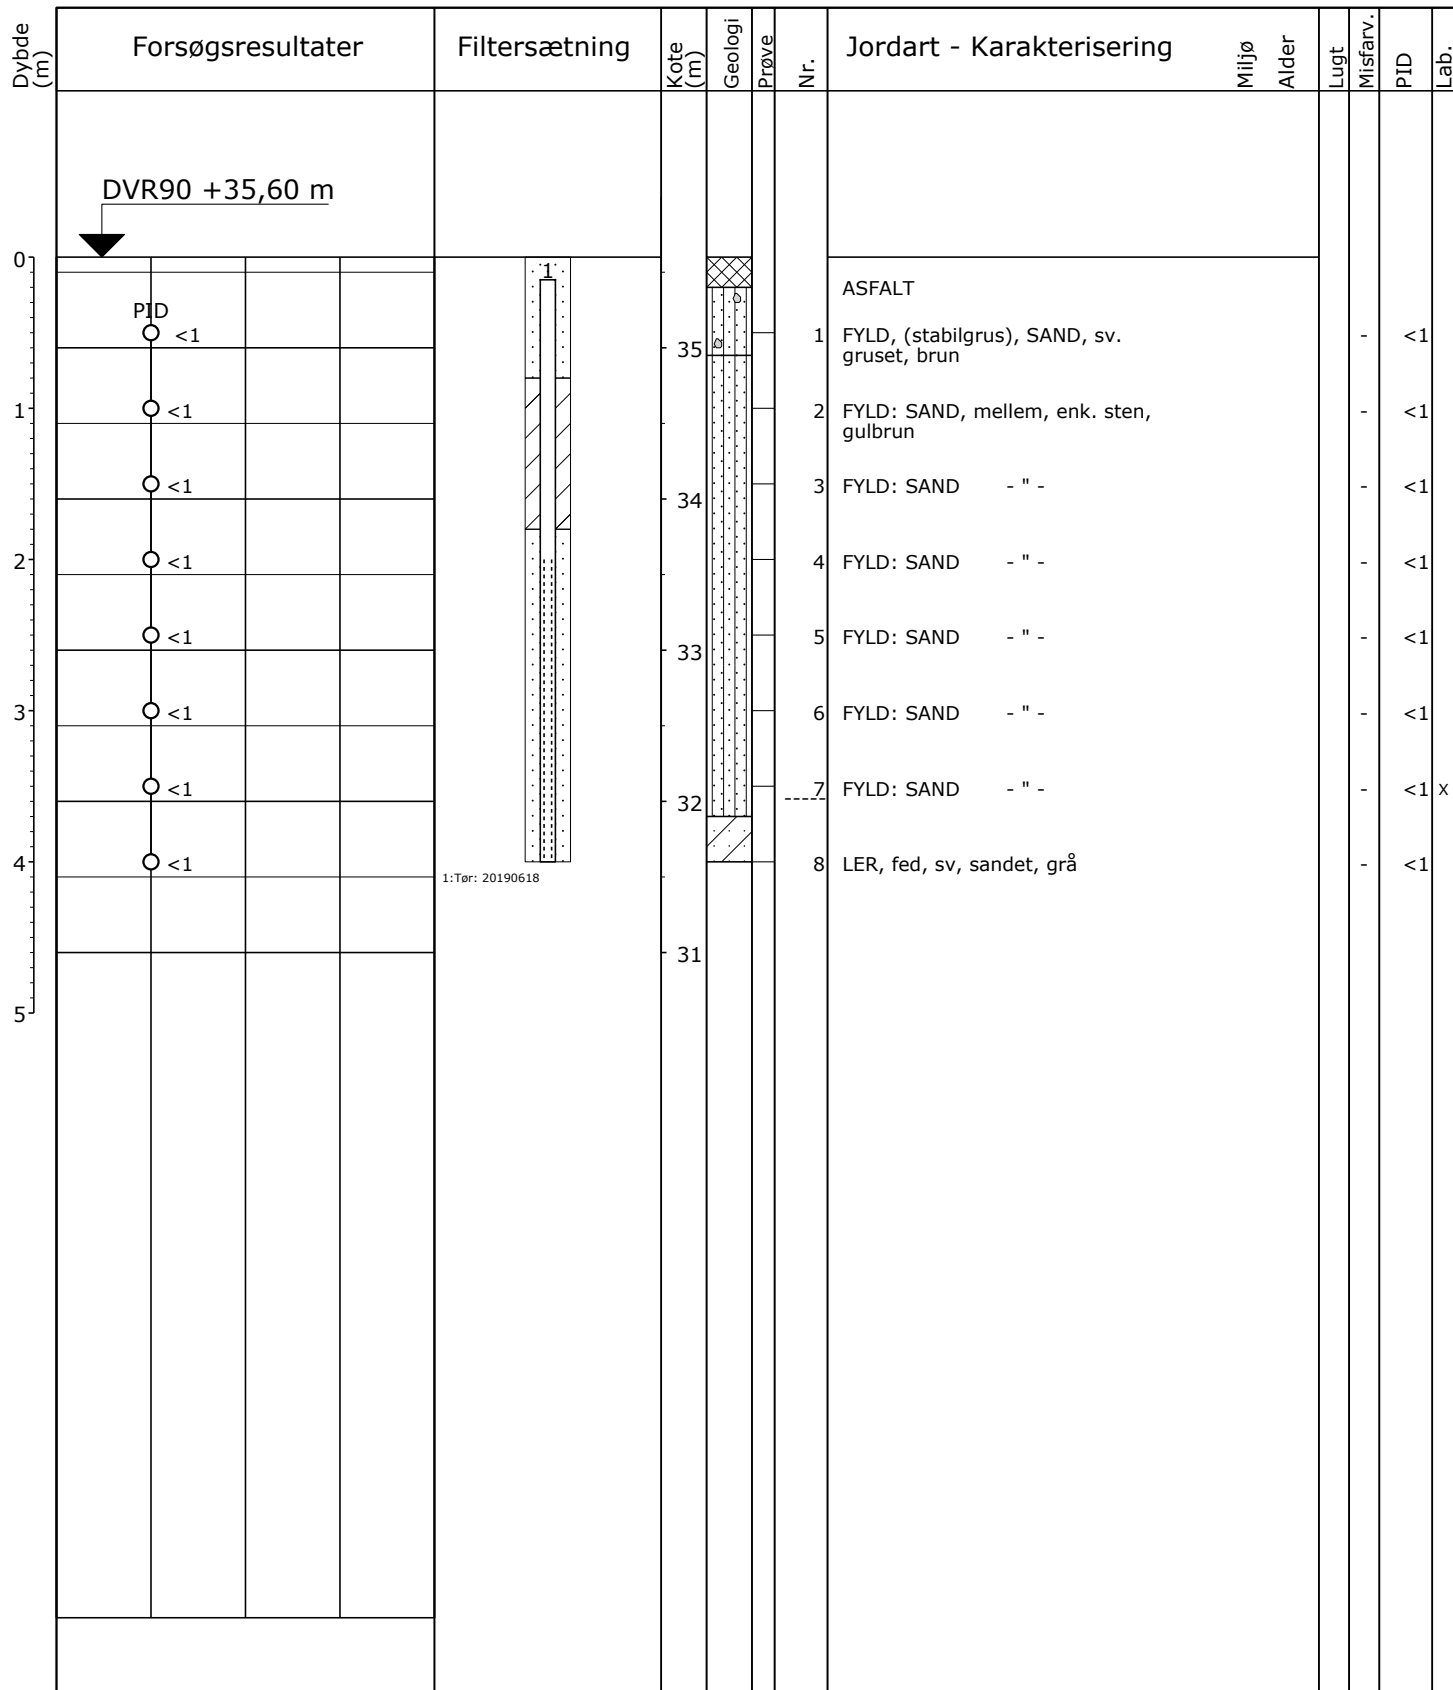 Dybde (m) Forsøgsresultater Filtersætning Kote (m) Geologi Prøve Nr. Jordart - Karakterisering Miljø Alder Lugt Misfarv. PID Lab.
DVR90 +35,60 m
0 1
ASFALT
PID
<1 35 1 FYLD, (stabilgrus), SAND, sv. - <1
gruset, brun
1 <1 2 FYLD: SAND, mellem, enk. sten, - <1
gulbrun
<1 34 3 FYLD: SAND - " - - <1
2 <1 4 FYLD: SAND - " - - <1
<1 33 5 FYLD: SAND - " - - <1
3 <1 6 FYLD: SAND - " - - <1
<1 32 7 FYLD: SAND - " - - <1 x
4 <1 8 LER, fed, sv, sandet, grå - <1
1:Tør: 20190618
31
5